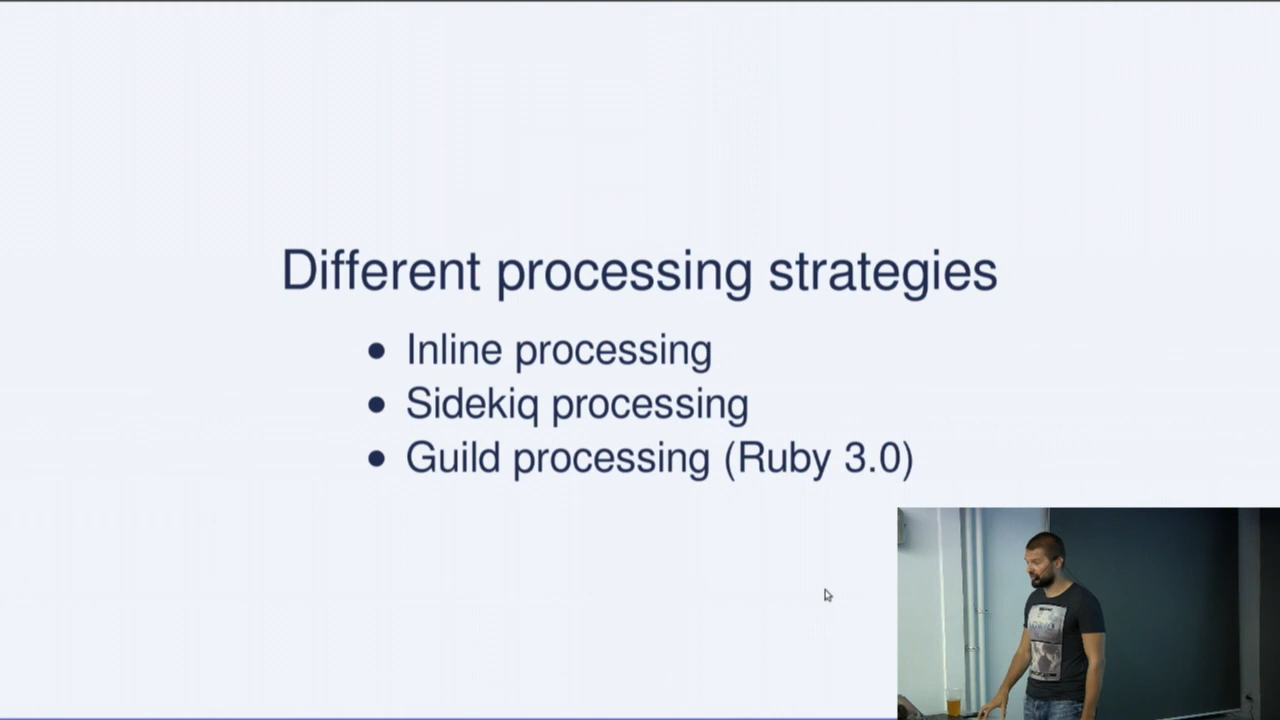 Different processing strategies
Inline processing
Sidekiq processing
Guild processing (Ruby 3.0)